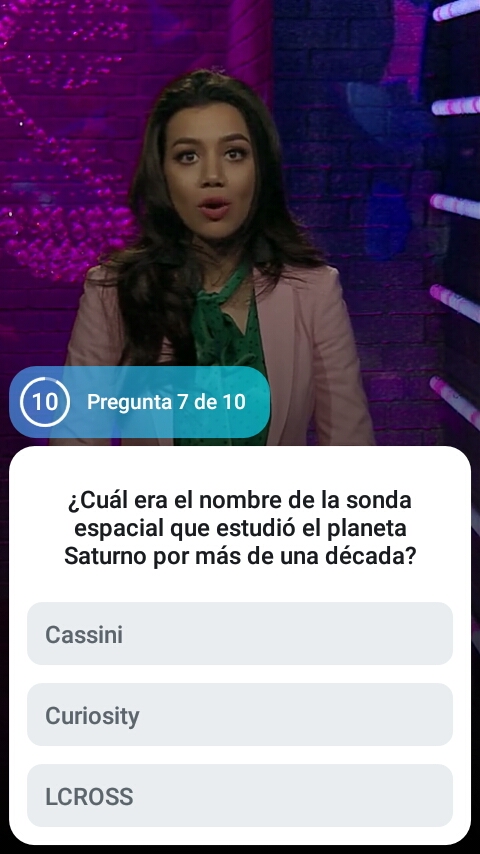 10
Pregunta 7 de 10
¿Cuál era el nombre de la sonda
espacial que estudió el planeta
Saturno por más de una década?
Cassini
Curiosity
LCROSS